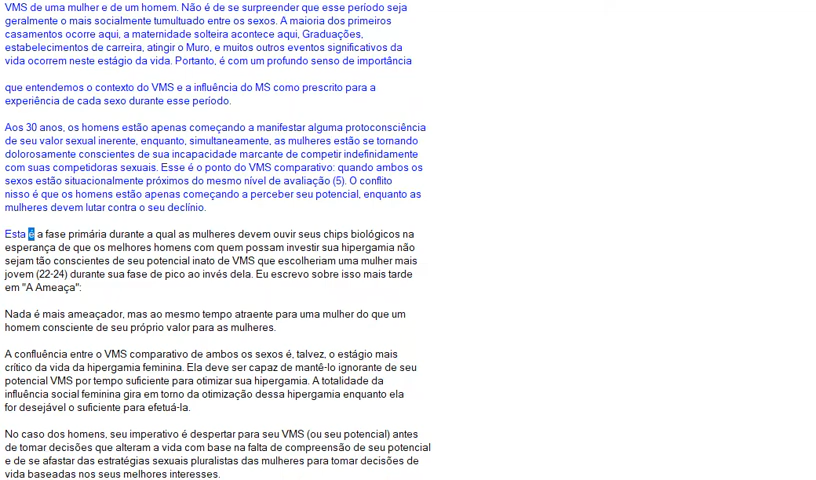 VMS de uma mulher e de um homem. Não é de se surpreender que esse período seja
geralmente o mais socialmente tumultuado entre os sexos. A maioria dos primeiros
casamentos ocorre aqui, a maternidade solteira acontece aqui, Graduações,
estabelecimentos de carreira, atingir o Muro, e muitos outros eventos significativos da
vida ocorrem neste estágio da vida. Portanto, é com um profundo senso de importância
que entendemos o contexto do VMS e a influência do MS como prescrito para a
experiência de cada sexo durante esse período.
Aos 30 anos, os homens estão apenas começando a manifestar alguma protoconsciência
de seu valor sexual inerente, enquanto, simultaneamente, as mulheres estão se tornando
dolorosamente conscientes de sua incapacidade marcante de competir indefinidamente
com suas competidoras sexuais. Esse é o ponto do VMS comparativo: quando ambos os
sexos estão situacionalmente próximos do mesmo nível de avaliação (5). O conflito
nisso é que os homens estão apenas começando a perceber seu potencial, enquanto as
mulheres devem lutar contra o seu declínio.
Esta é a fase primária durante a qual as mulheres devem ouvir seus chips biológicos na
esperança de que os melhores homens com quem possam investir sua hipergamia não
sejam tão conscientes de seu potencial inato de VMS que escolheriam uma mulher mais
jovem (22-24) durante sua fase de pico ao invés dela. Eu escrevo sobre isso mais tarde
em "A Ameaça":
Nada é mais ameaçador, mas ao mesmo tempo atraente para uma mulher do que um
homem consciente de seu próprio valor para as mulheres.
A confluência entre o VMS comparativo de ambos os sexos é, talvez, o estágio mais
crítico da vida da hipergamia feminina. Ela deve ser capaz de mantê-lo ignorante de seu
potencial VMS por tempo suficiente para otimizar sua hipergamia. A totalidade da
influência social feminina gira em torno da otimização dessa hipergamia enquanto ela
for desejável o suficiente para efetuá-la.
No caso dos homens, seu imperativo é despertar para seu VMS (ou seu potencial) antes
de tomar decisões que alteram a vida com base na falta de compreensão de seu potencial
e de se afastar das estratégias sexuais pluralistas das mulheres para tomar decisões de
vida baseadas nos seus melhores interesses.